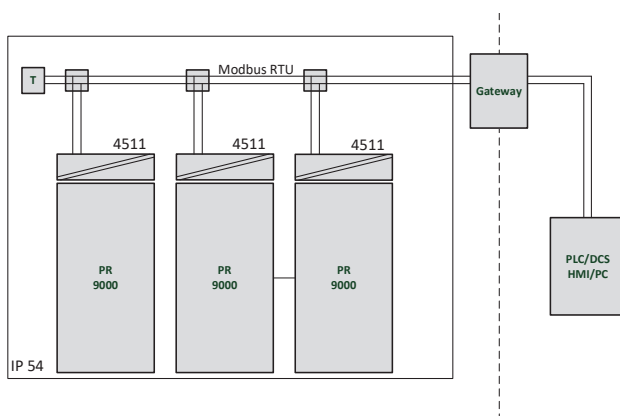 Modbus RTU
T
Gateway
4511
4511
4511
PR
9000
PR
9000
PR
9000
PLC/DCS
HMI/PC
IP 54